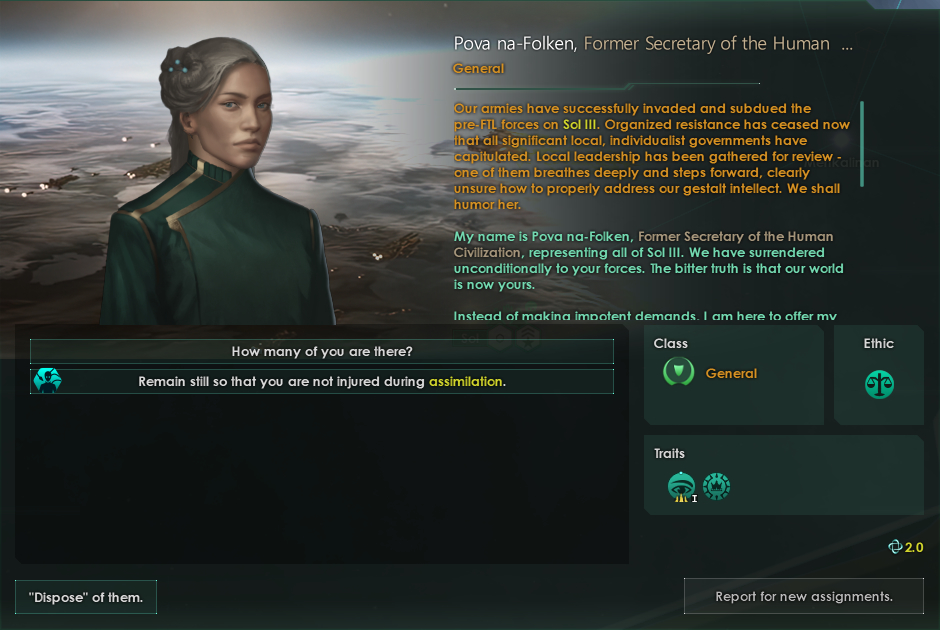 Pova na-Folken, Former Secretary of the Human ...
General
Our armies have successfully invaded and subdued the
pre-FTL forces on Sol III. Organized resistance has ceased now
that all significant local, individualist governments have
capitulated. Local leadership has been gathered for review -
one of them breathes deeply and steps forward, clearly
unsure how to properly address our gestalt intellect. We shall
humor her.
My name is Pova na-Folken, Former Secretary of the Human
Civilization, representing all of Sol III. We have surrendered
unconditionally to your forces. The bitter truth is that our world
is now yours.
Instead of making impotent demands, I am here to offer my
Sol
How many of you are there?
Remain still so that you are not injured during assimilation.
Class
General
Ethic
Traits
I
2.0
"Dispose" of them.
Report for new assignments.